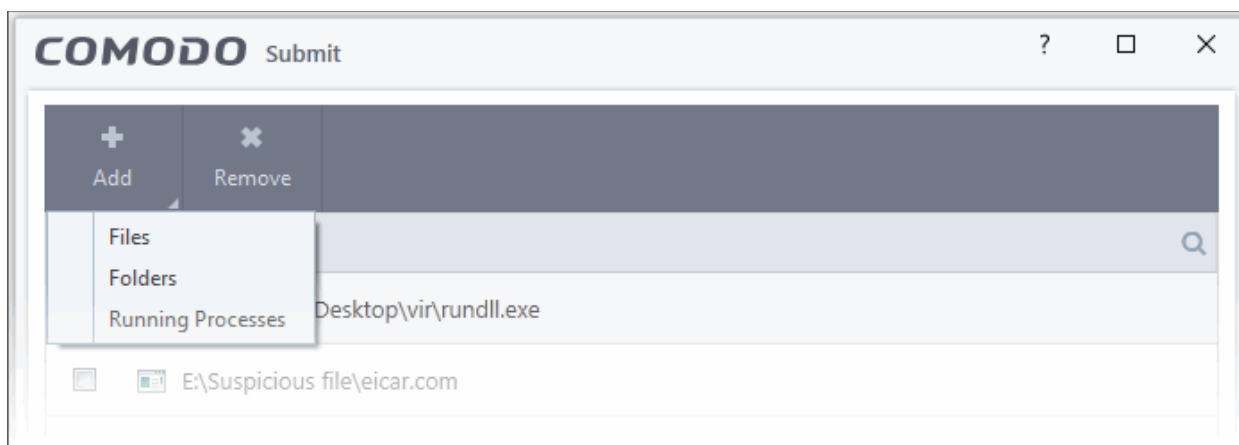 COMODO Submit ?
Add Remove
Files
Folders
Running Processes
Desktop\vir\rundll.exe
E:\Suspicious file\eicar.com